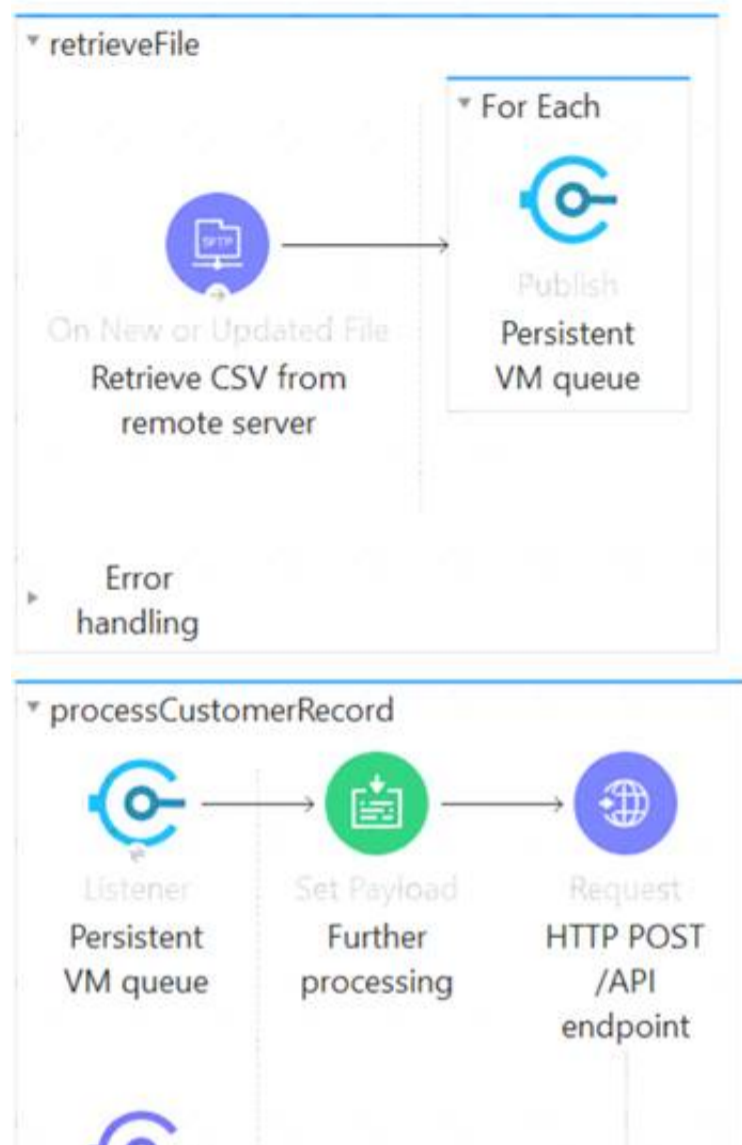 retrieveFile
For Each
SFTP
Publish
On New or Updated File
Persistent
VM queue
Retrieve CSV from
remote server
Error
handling
processCustomerRecord
Listener
Set Payload
Request
Persistent
VM queue
Further
processing
HTTP POST
/API
endpoint